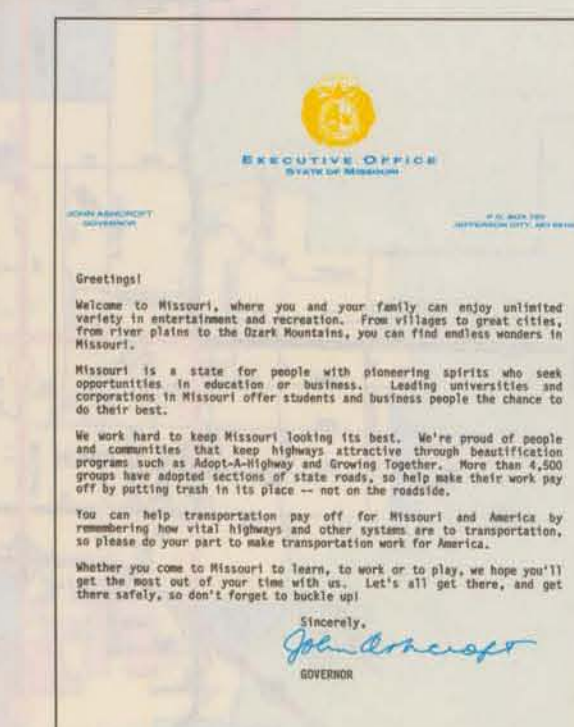 EXECUTIVE OFFICE
STATE OF MISSOURI
JOHN ASHCROFT
GOVERNOR
P.O. BOX
JEFFERSON CITY, MO
Greetings!
Welcome to Missouri, where you and your family can enjoy unlimited
variety in entertainment and recreation. From villages to great cities,
from river plains to the Ozark Mountains, you can find endless wonders in
Missouri.
Missouri is a state for people with pioneering spirits who seek
opportunities in education or business. Leading universities and
corporations in Missouri offer students and business people the chance to
do their best.
We work hard to keep Missouri looking its best. We're proud of people
and communities that keep highways attractive through beautification
programs such as Adopt-A-Highway and Growing Together. More than 4,500
groups have adopted sections of state roads, so help make their work pay
off by putting trash in its place -- not on the roadside.
You can help transportation pay off for Missouri and America by
remembering how vital highways and other systems are to transportation,
so please do your part to make transportation work for America.
Whether you come to Missouri to learn, to work or to play, we hope you'll
get the most out of your time with us. Let's all get there, and get
there safely, so don't forget to buckle up!
Sincerely,
John Ashcroft
GOVERNOR